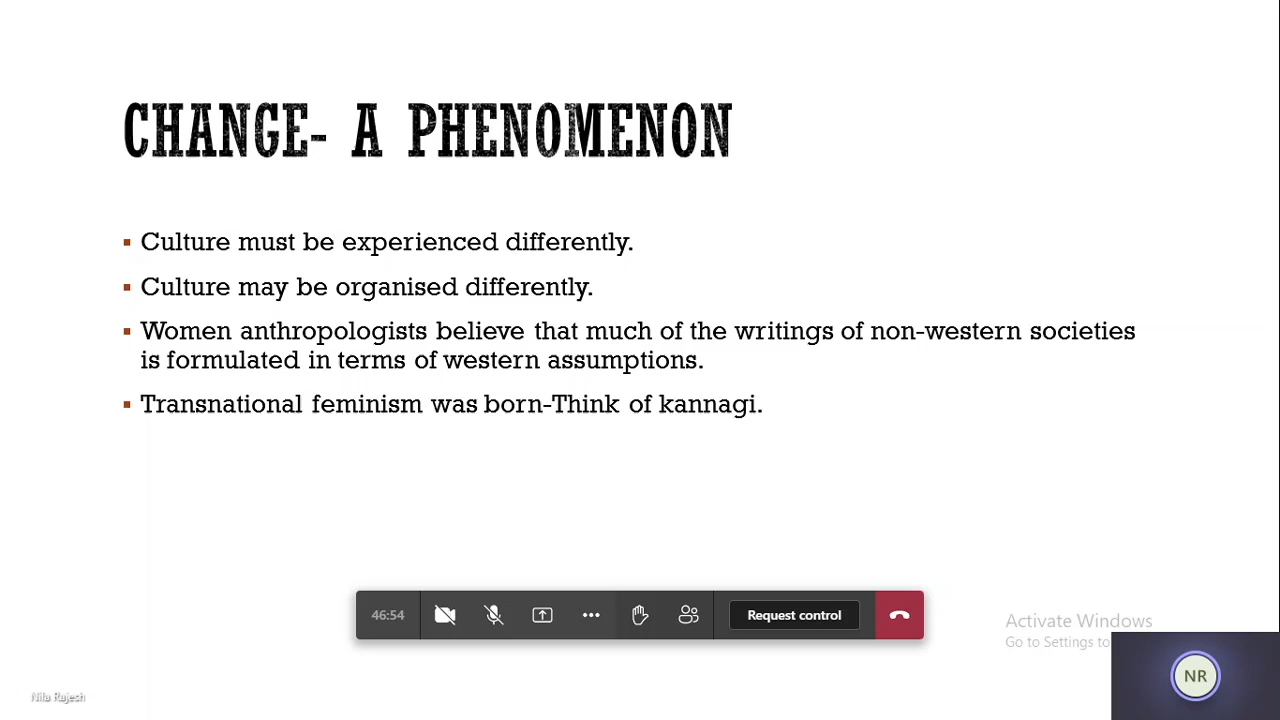 CHANGE- A PHENOMENON
Culture must be experienced differently.
Culture may be organised differently.
Women anthropologists believe that much of the writings of non-western societies
is formulated in terms of western assumptions.
Transnational feminism was born-Think of kannagi.
46:54
Request control
Activate Windows
Go to Settings to
NR
Nila Rajesh